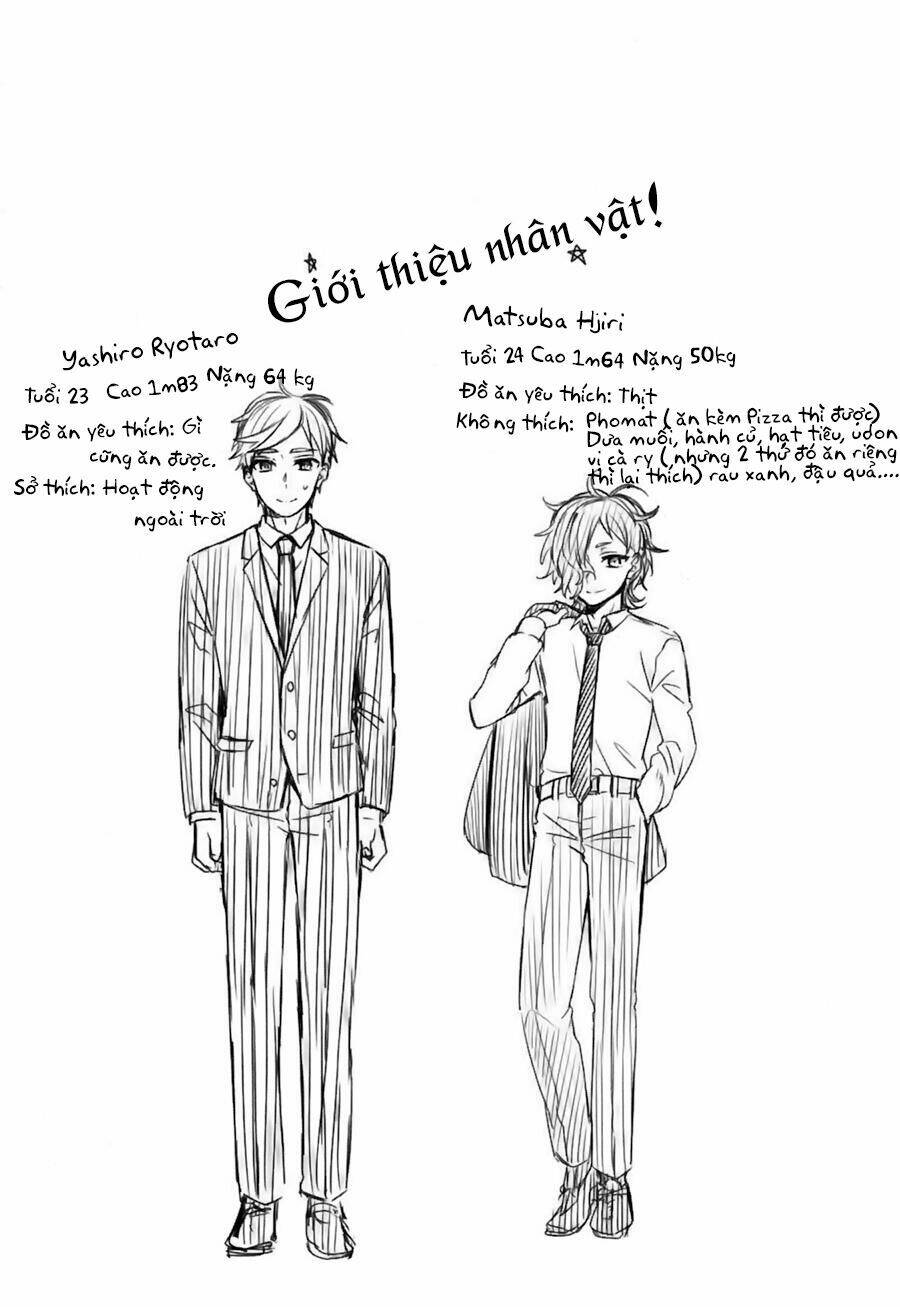 Giới thiệu nhân vật!
Yashiro Ryotaro
Tuổi 23 Cao 1m83 Nặng 64 kg
Đồ ăn yêu thích: Gì
cũng ăn được.
Sở thích: Hoạt động
ngoài trời
Matsuba Hjiri
Tuổi 24 Cao 1m64 Nặng 50kg
Đồ ăn yêu thích: Thịt
Không thích: Phomat ( ăn kèm Pizza thì được)
Dưa muối, hành củ, hạt tiêu, udon
vị cà ry ( nhưng 2 thứ đó ăn riêng
thì lại thích) rau xanh, đậu quả....